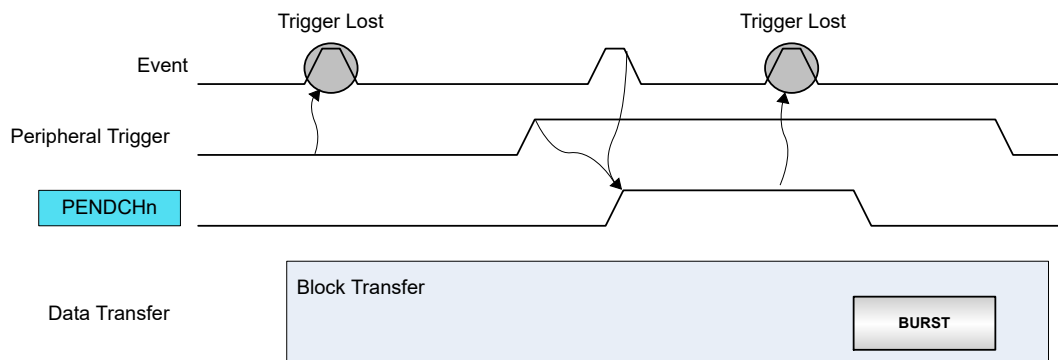 Trigger Lost
Trigger Lost
Event
Peripheral Trigger
PENDCHn
Block Transfer
Data Transfer
BURST